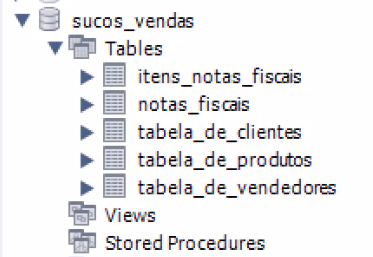 sucos_vendas
Tables
itens_notas_fiscais
notas_fiscais
tabela_de_clientes
tabela_de_produtos
tabela_de_vendedores
Views
Stored Procedures